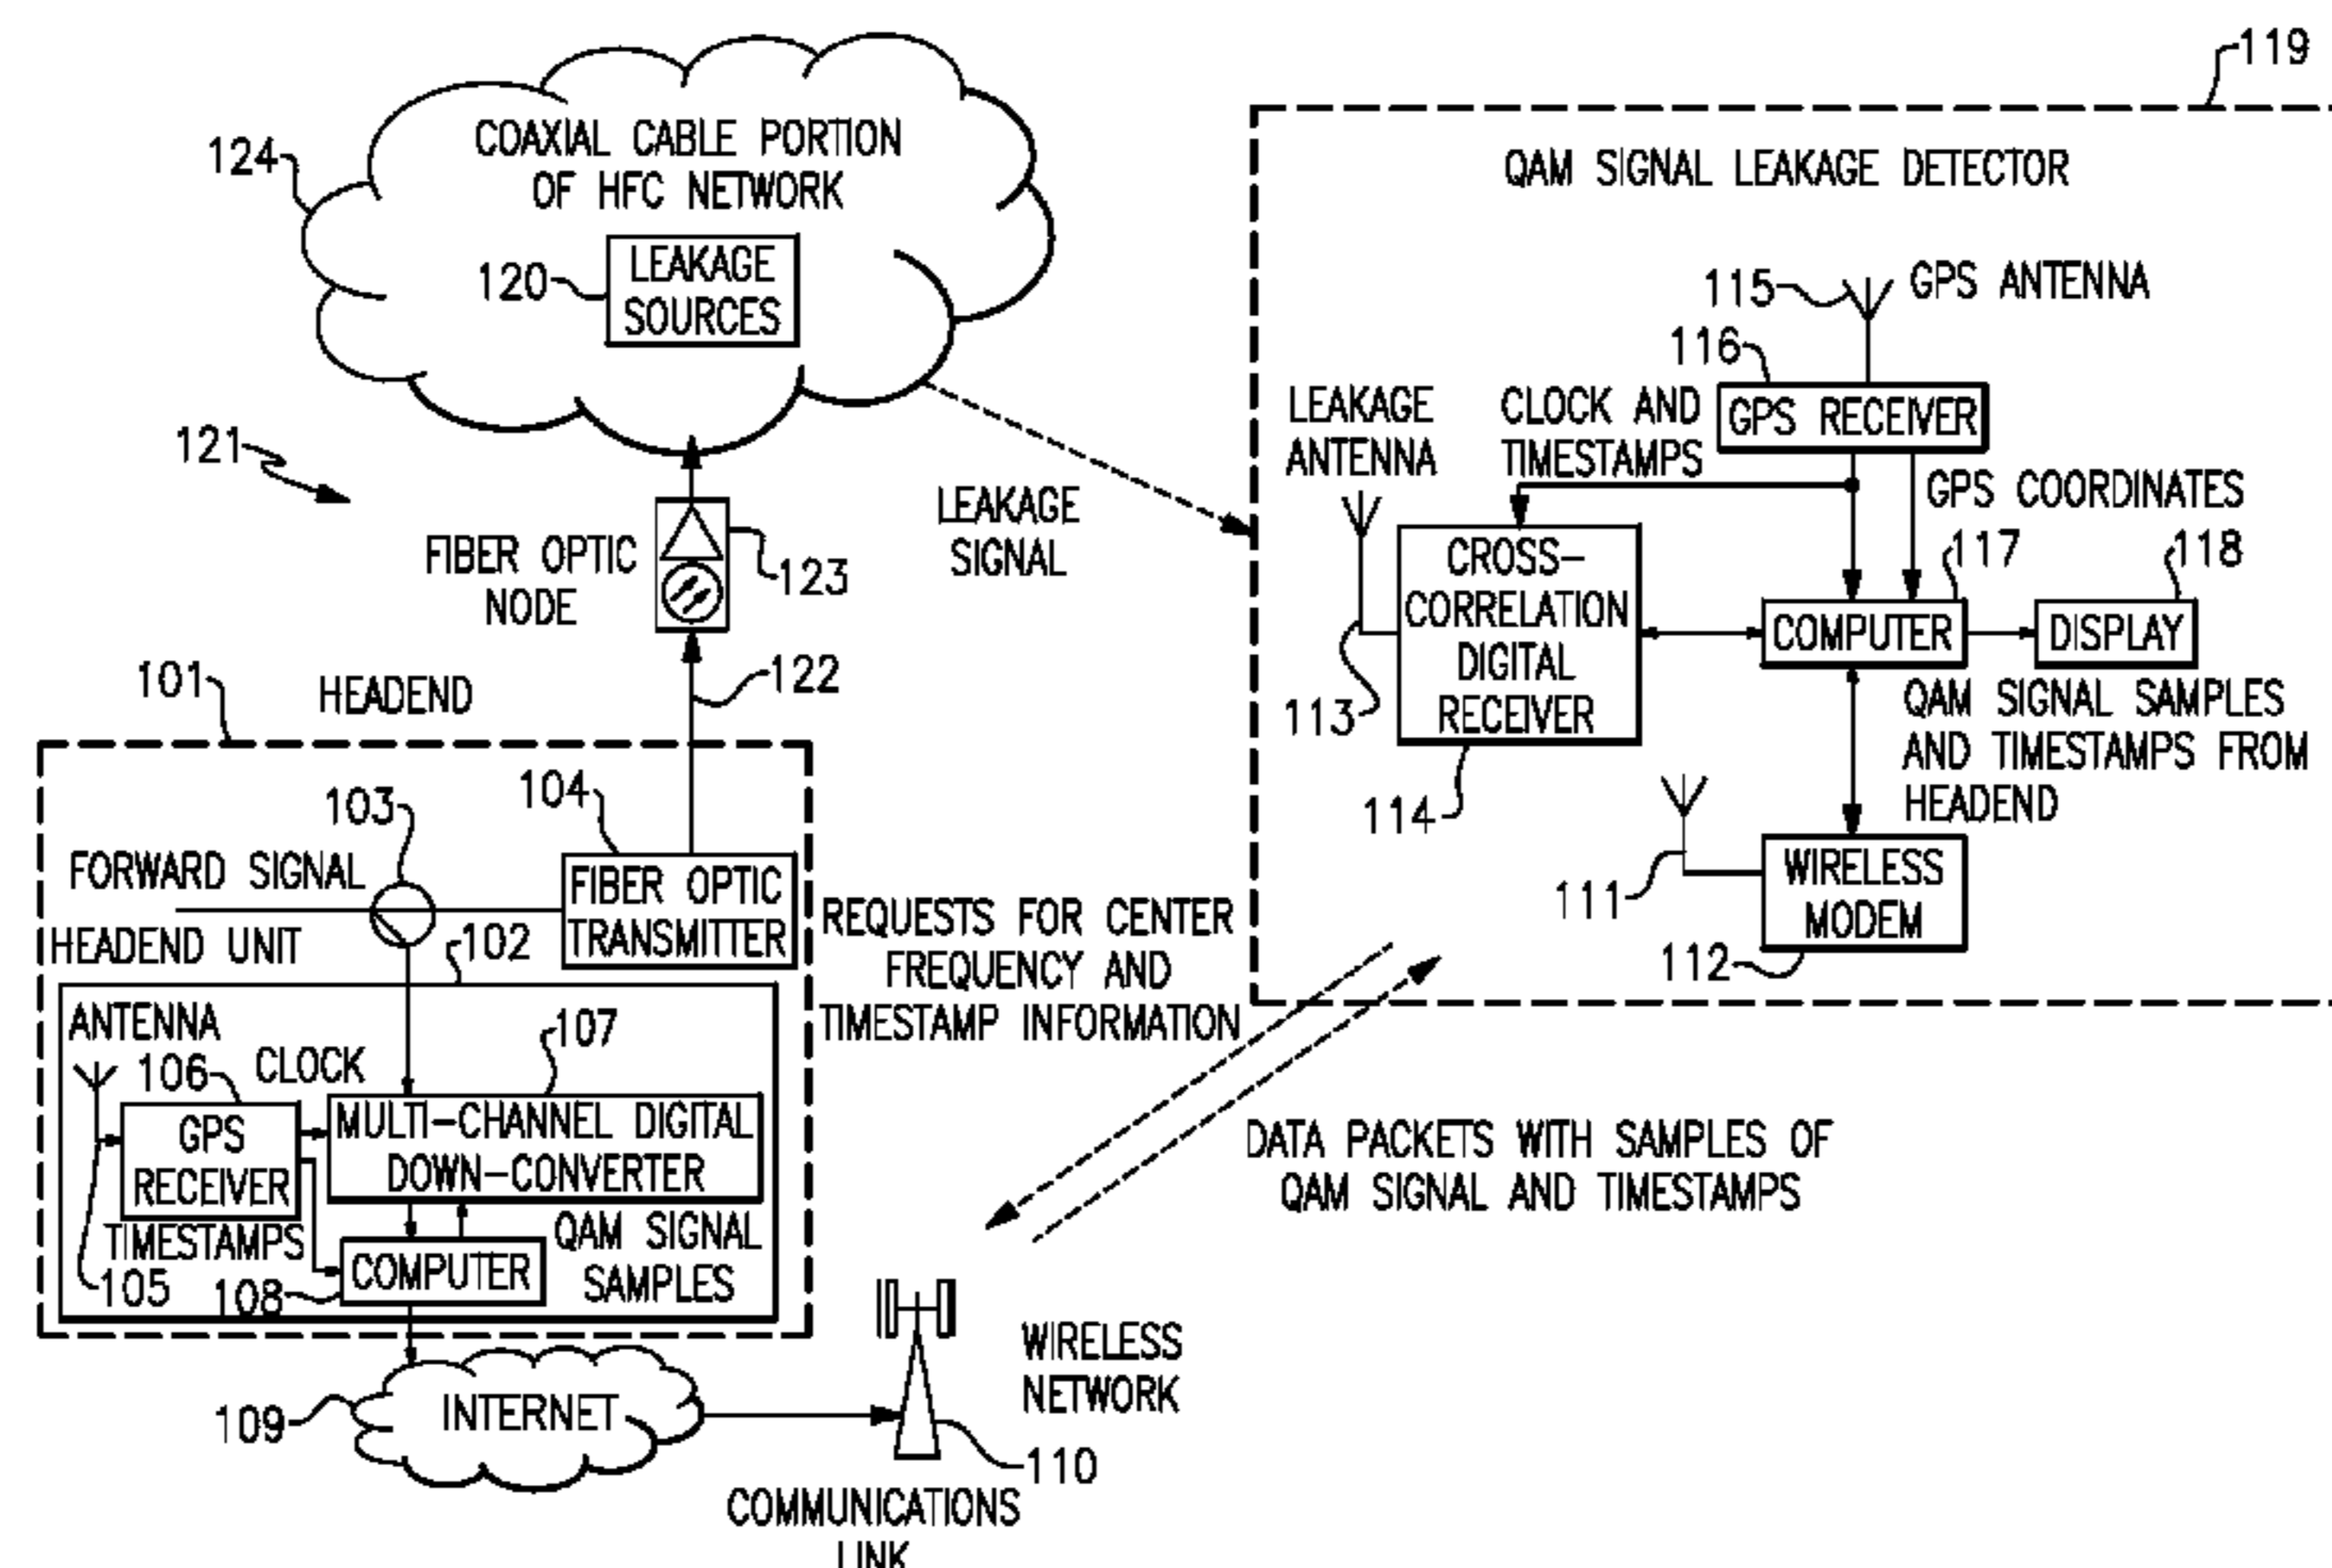 119
COAXIAL CABLE PORTION
OF HFC NETWORK
124
QAM SIGNAL LEAKAGE DETECTOR
LEAKAGE
SOURCES
120
115
GPS ANTENNA
116
GPS RECEIVER
LEAKAGE
ANTENNA
CLOCK AND
TIMESTAMPS
121
GPS COORDINATES
LEAKAGE
SIGNAL
FIBER OPTIC
NODE
123
CROSS-
CORRELATION
DIGITAL
RECEIVER
117
118
COMPUTER
DISPLAY
113
114
QAM SIGNAL SAMPLES
AND TIMESTAMPS FROM
HEADEND
101
HEADEND
122
103
104
111
WIRELESS
MODEM
112
FORWARD SIGNAL
FIBER OPTIC
TRANSMITTER
HEADEND UNIT
102
REQUESTS FOR CENTER
FREQUENCY AND
TIMESTAMP INFORMATION
ANTENNA
106
CLOCK
107
GPS
RECEIVER
MULTI-CHANNEL DIGITAL
DOWN-CONVERTER
DATA PACKETS WITH SAMPLES OF
QAM SIGNAL AND TIMESTAMPS
TIMESTAMPS
105
108
COMPUTER
QAM SIGNAL
SAMPLES
109
INTERNET
WIRELESS
NETWORK
110
COMMUNICATIONS
LINK